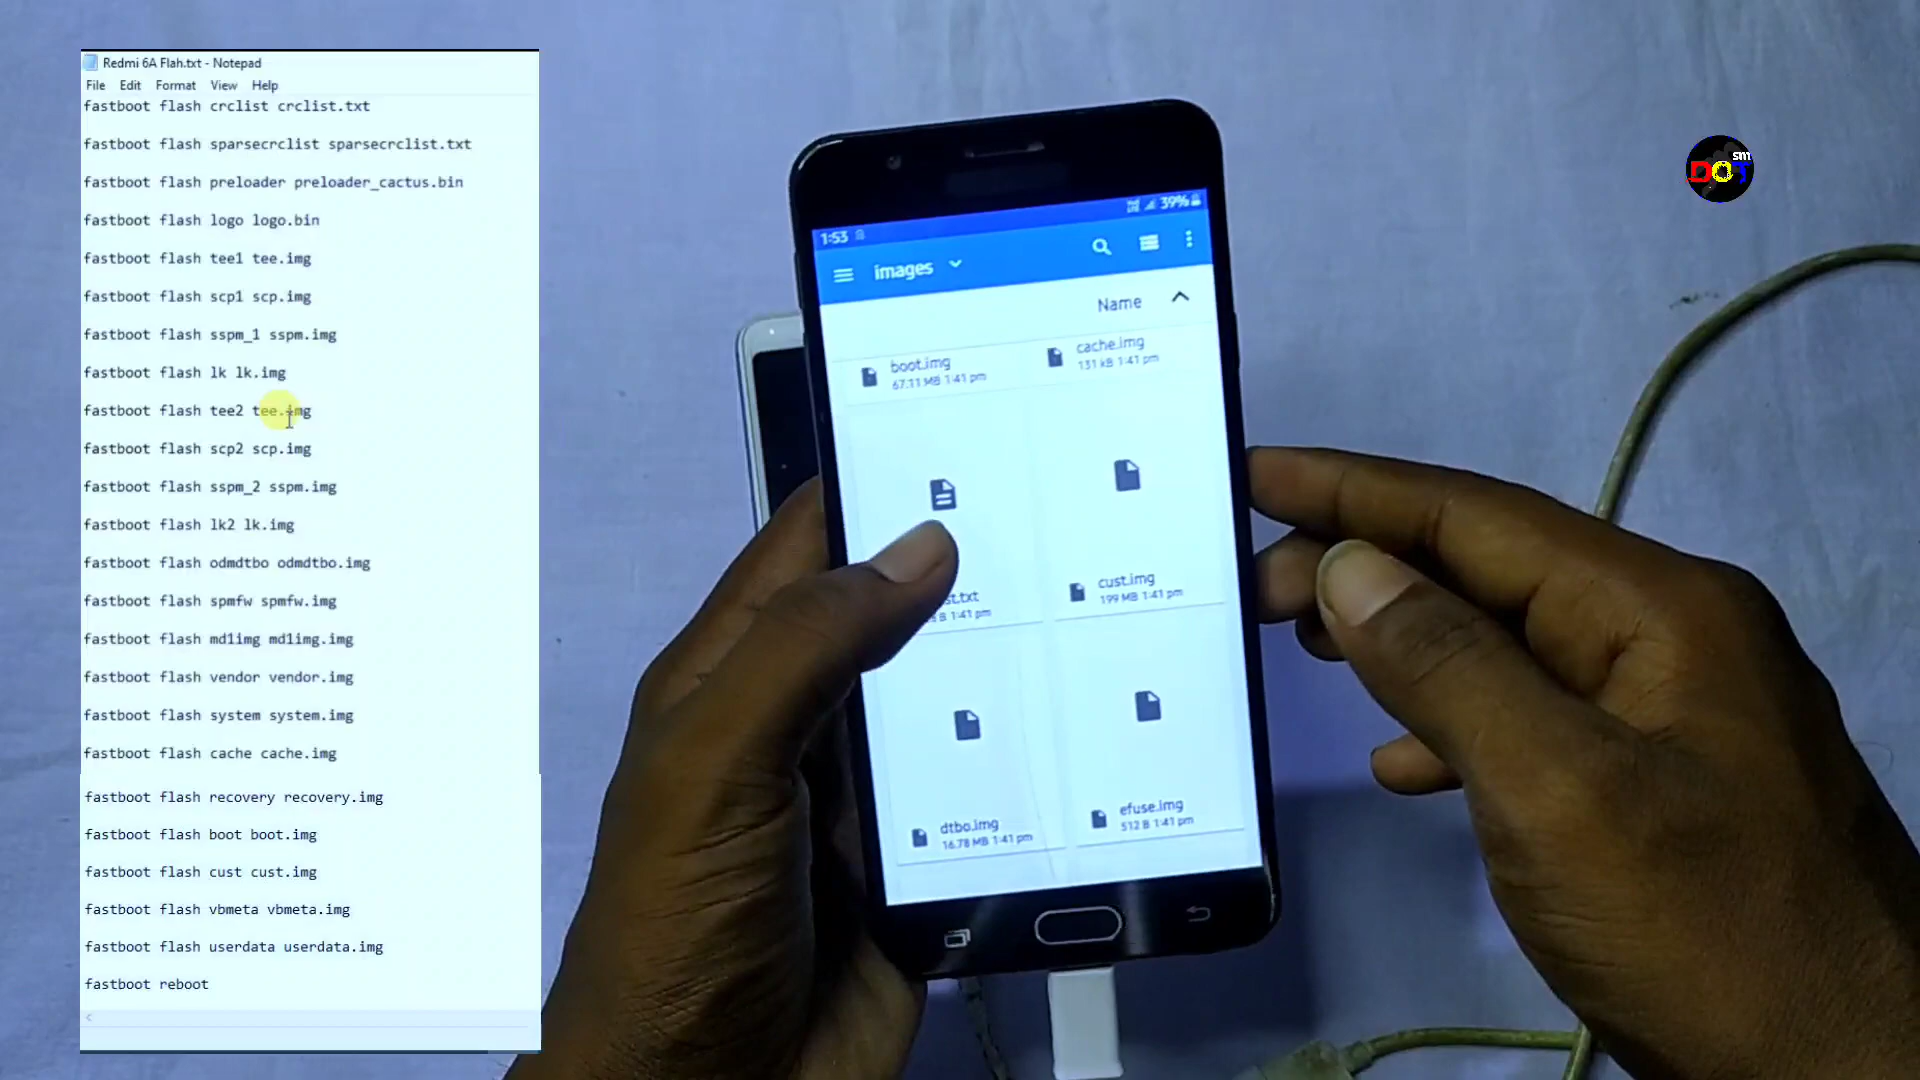 Redmi 6A Flah.txt - Notepad
File Edit Format View Help
fastboot flash crclist crclist.txt
fastboot flash sparsecrclist sparsecrclist.txt
fastboot flash preloader preloader_cactus.bin
fastboot flash logo logo.bin
fastboot flash tee1 tee.img
fastboot flash scp1 scp.img
fastboot flash sspm_1 sspm.img
fastboot flash lk lk.img
fastboot flash tee2 tee.img
fastboot flash scp2 scp.img
fastboot flash sspm_2 sspm.img
fastboot flash lk2 lk.img
fastboot flash odmdtbo odmdtbo.img
fastboot flash spmfw spmfw.img
fastboot flash md1img md1img.img
fastboot flash vendor vendor.img
fastboot flash system system.img
fastboot flash cache cache.img
fastboot flash recovery recovery.img
fastboot flash boot boot.img
fastboot flash cust cust.img
fastboot flash vbmeta vbmeta.img
fastboot flash userdata userdata.img
fastboot reboot
1:53 39%
images
Name
boot.img
67.11 MB 1:41 pm
cache.img
131 kB 1:41 pm
st.txt
B 1:41 pm
cust.img
199 MB 1:41 pm
dtbo.img
16.78 MB 1:41 pm
efuse.img
512 B 1:41 pm
sm
DOT